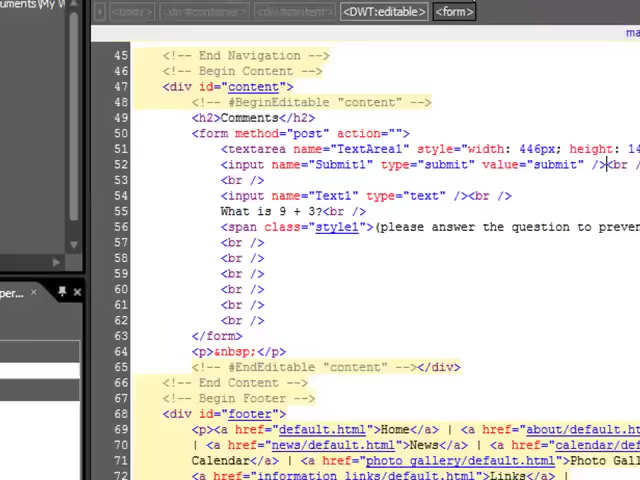 cuments\My W
<body> <div #container> <div #content> <DWT:editable> <form>
ma
45 <!-- End Navigation -->
46 <!-- Begin Content -->
47 <div id="content">
48 <!-- #BeginEditable "content" -->
49 <h2>Comments</h2>
50 <form method="post" action="">
51 <textarea name="TextArea1" style="width: 446px; height: 14
52 <input name="Submit1" type="submit" value="submit" /><br /
53 <br />
54 <input name="Text1" type="text" /><br />
55 What is 9 + 3?<br />
56 <span class="style1">(please answer the question to preven
57 <br />
58 <br />
59 <br />
60 <br />
61 <br />
62 <br />
63 </form>
64 <p>&nbsp;</p>
65 <!-- #EndEditable "content" --></div>
66 <!-- End Content -->
67 <!-- Begin Footer -->
68 <div id="footer">
69 <p><a href="default.html">Home</a> | <a href="about/default.ht
70 | <a href="news/default.html">News</a> | <a href="calendar/def
71 Calendar</a> | <a href="photo_gallery/default.html">Photo Gall
72 <a href="information_links/default.html">Links</a> |
per...